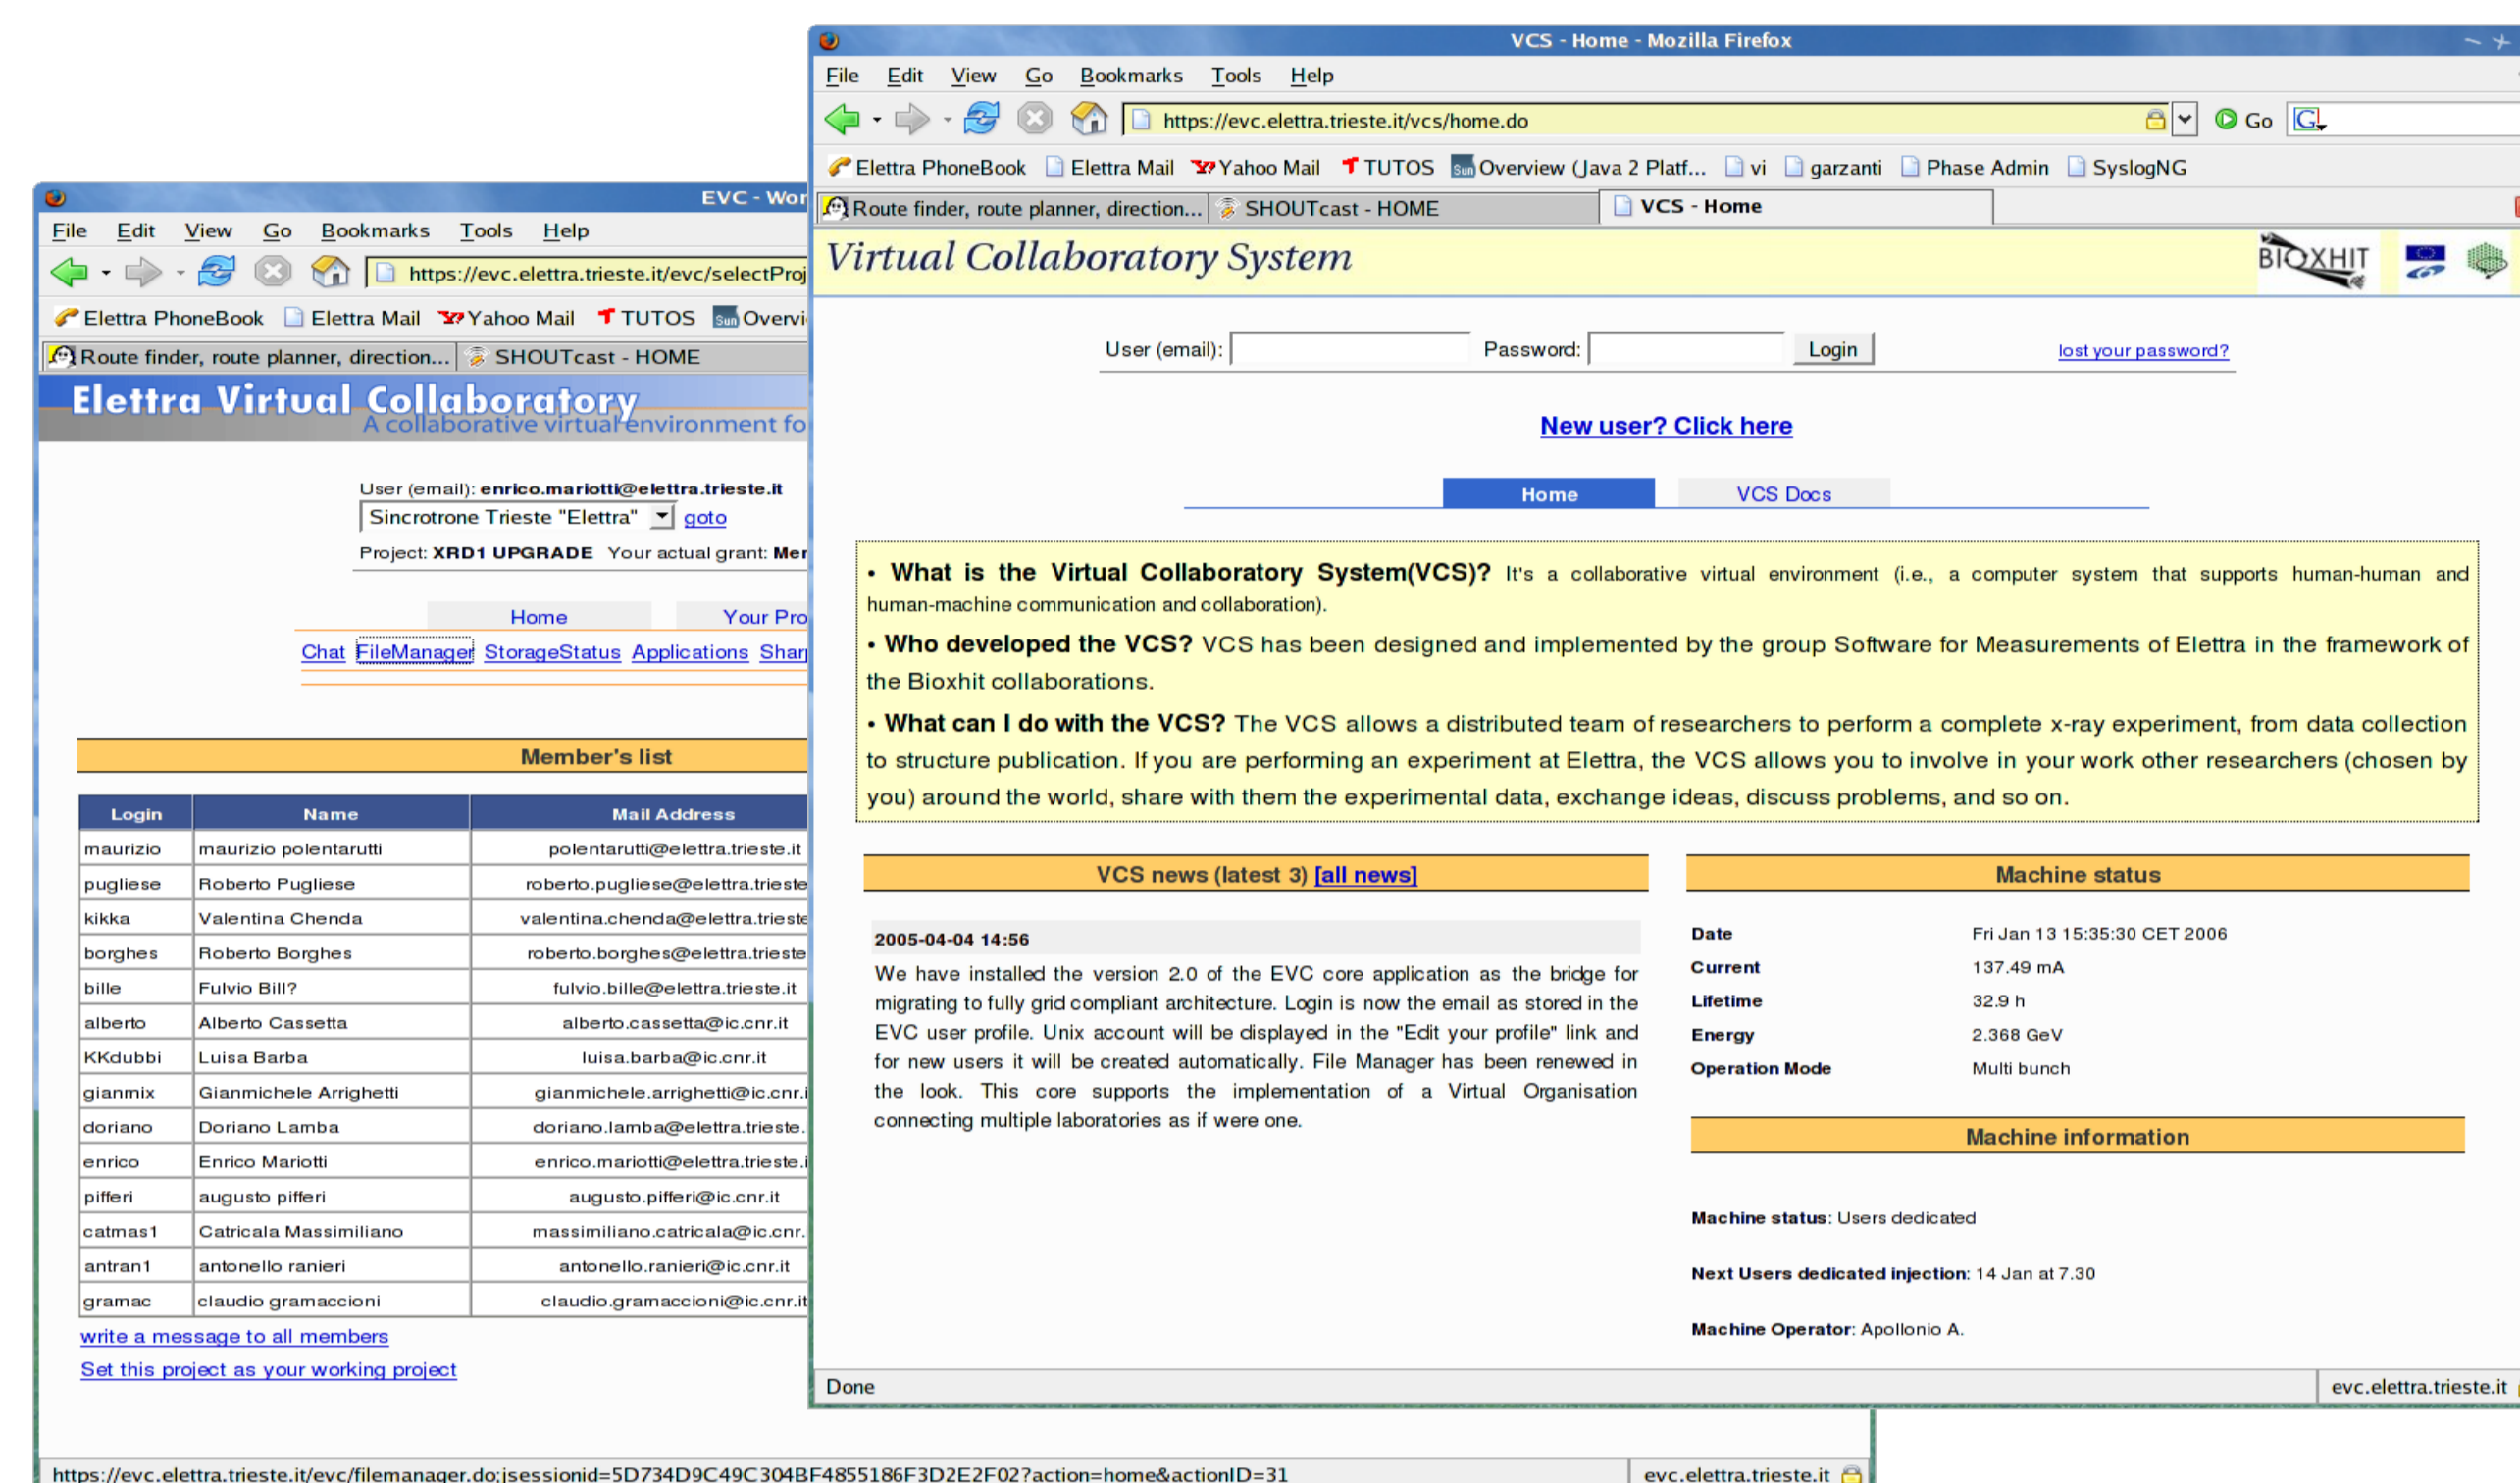 VCS - Home - Mozilla Firefox
File Edit View Go Bookmarks Tools Help
https://evc.elettra.trieste.it/vcs/home.do
Go
Elettra PhoneBook Elettra Mail Yahoo Mail TUTOS Overview (Java 2 Platf... vi garzanti Phase Admin SyslogNG
Route finder, route planner, direction... SHOUTcast - HOME VCS - Home
Virtual Collaboratory System
BIOXHIT
User (email): Password: Login lost your password?
New user? Click here
Home VCS Docs
• What is the Virtual Collaboratory System(VCS)? It's a collaborative virtual environment (i.e., a computer system that supports human-human and
human-machine communication and collaboration).
• Who developed the VCS? VCS has been designed and implemented by the group Software for Measurements of Elettra in the framework of
the Bioxhit collaborations.
• What can I do with the VCS? The VCS allows a distributed team of researchers to perform a complete x-ray experiment, from data collection
to structure publication. If you are performing an experiment at Elettra, the VCS allows you to involve in your work other researchers (chosen by
you) around the world, share with them the experimental data, exchange ideas, discuss problems, and so on.
VCS news (latest 3) [all news]
2005-04-04 14:56
We have installed the version 2.0 of the EVC core application as the bridge for
migrating to fully grid compliant architecture. Login is now the email as stored in the
EVC user profile. Unix account will be displayed in the "Edit your profile" link and
for new users it will be created automatically. File Manager has been renewed in
the look. This core supports the implementation of a Virtual Organisation
connecting multiple laboratories as if were one.
Machine status
Date Fri Jan 13 15:35:30 CET 2006
Current 137.49 mA
Lifetime 32.9 h
Energy 2.368 GeV
Operation Mode Multi bunch
Machine information
Machine status: Users dedicated
Next Users dedicated injection: 14 Jan at 7.30
Machine Operator: Apollonio A.
Done evc.elettra.trieste.it
EVC - Wor
File Edit View Go Bookmarks Tools Help
https://evc.elettra.trieste.it/evc/selectProj
Elettra PhoneBook Elettra Mail Yahoo Mail TUTOS Sun Overvi
Route finder, route planner, direction... SHOUTcast - HOME
Elettra Virtual Collaboratory
A collaborative virtual environment fo
User (email): enrico.mariotti@elettra.trieste.it
Sincrotrone Trieste "Elettra" goto
Project: XRD1 UPGRADE Your actual grant: Mer
Home Your Pro
Chat FileManager StorageStatus Applications Shar
Member's list
Login Name Mail Address
maurizio maurizio polentarutti polentarutti@elettra.trieste.it
pugliese Roberto Pugliese roberto.pugliese@elettra.trieste
kikka Valentina Chenda valentina.chenda@elettra.trieste
borghes Roberto Borghes roberto.borghes@elettra.trieste
bille Fulvio Bill? fulvio.bille@elettra.trieste.it
alberto Alberto Cassetta alberto.cassetta@ic.cnr.it
KKdubbi Luisa Barba luisa.barba@ic.cnr.it
gianmix Gianmichele Arrighetti gianmichele.arrighetti@ic.cnr.i
doriano Doriano Lamba doriano.lamba@elettra.trieste.
enrico Enrico Mariotti enrico.mariotti@elettra.trieste.i
pifferi augusto pifferi augusto.pifferi@ic.cnr.it
catmas1 Catricala Massimiliano massimiliano.catricala@ic.cnr.
antran1 antonello ranieri antonello.ranieri@ic.cnr.it
gramac claudio gramaccioni claudio.gramaccioni@ic.cnr.it
write a message to all members
Set this project as your working project
https://evc.elettra.trieste.it/evc/filemanager.do;jsessionid=5D734D9C49C304BF4855186F3D2E2F02?action=home&actionID=31 evc.elettra.trieste.it